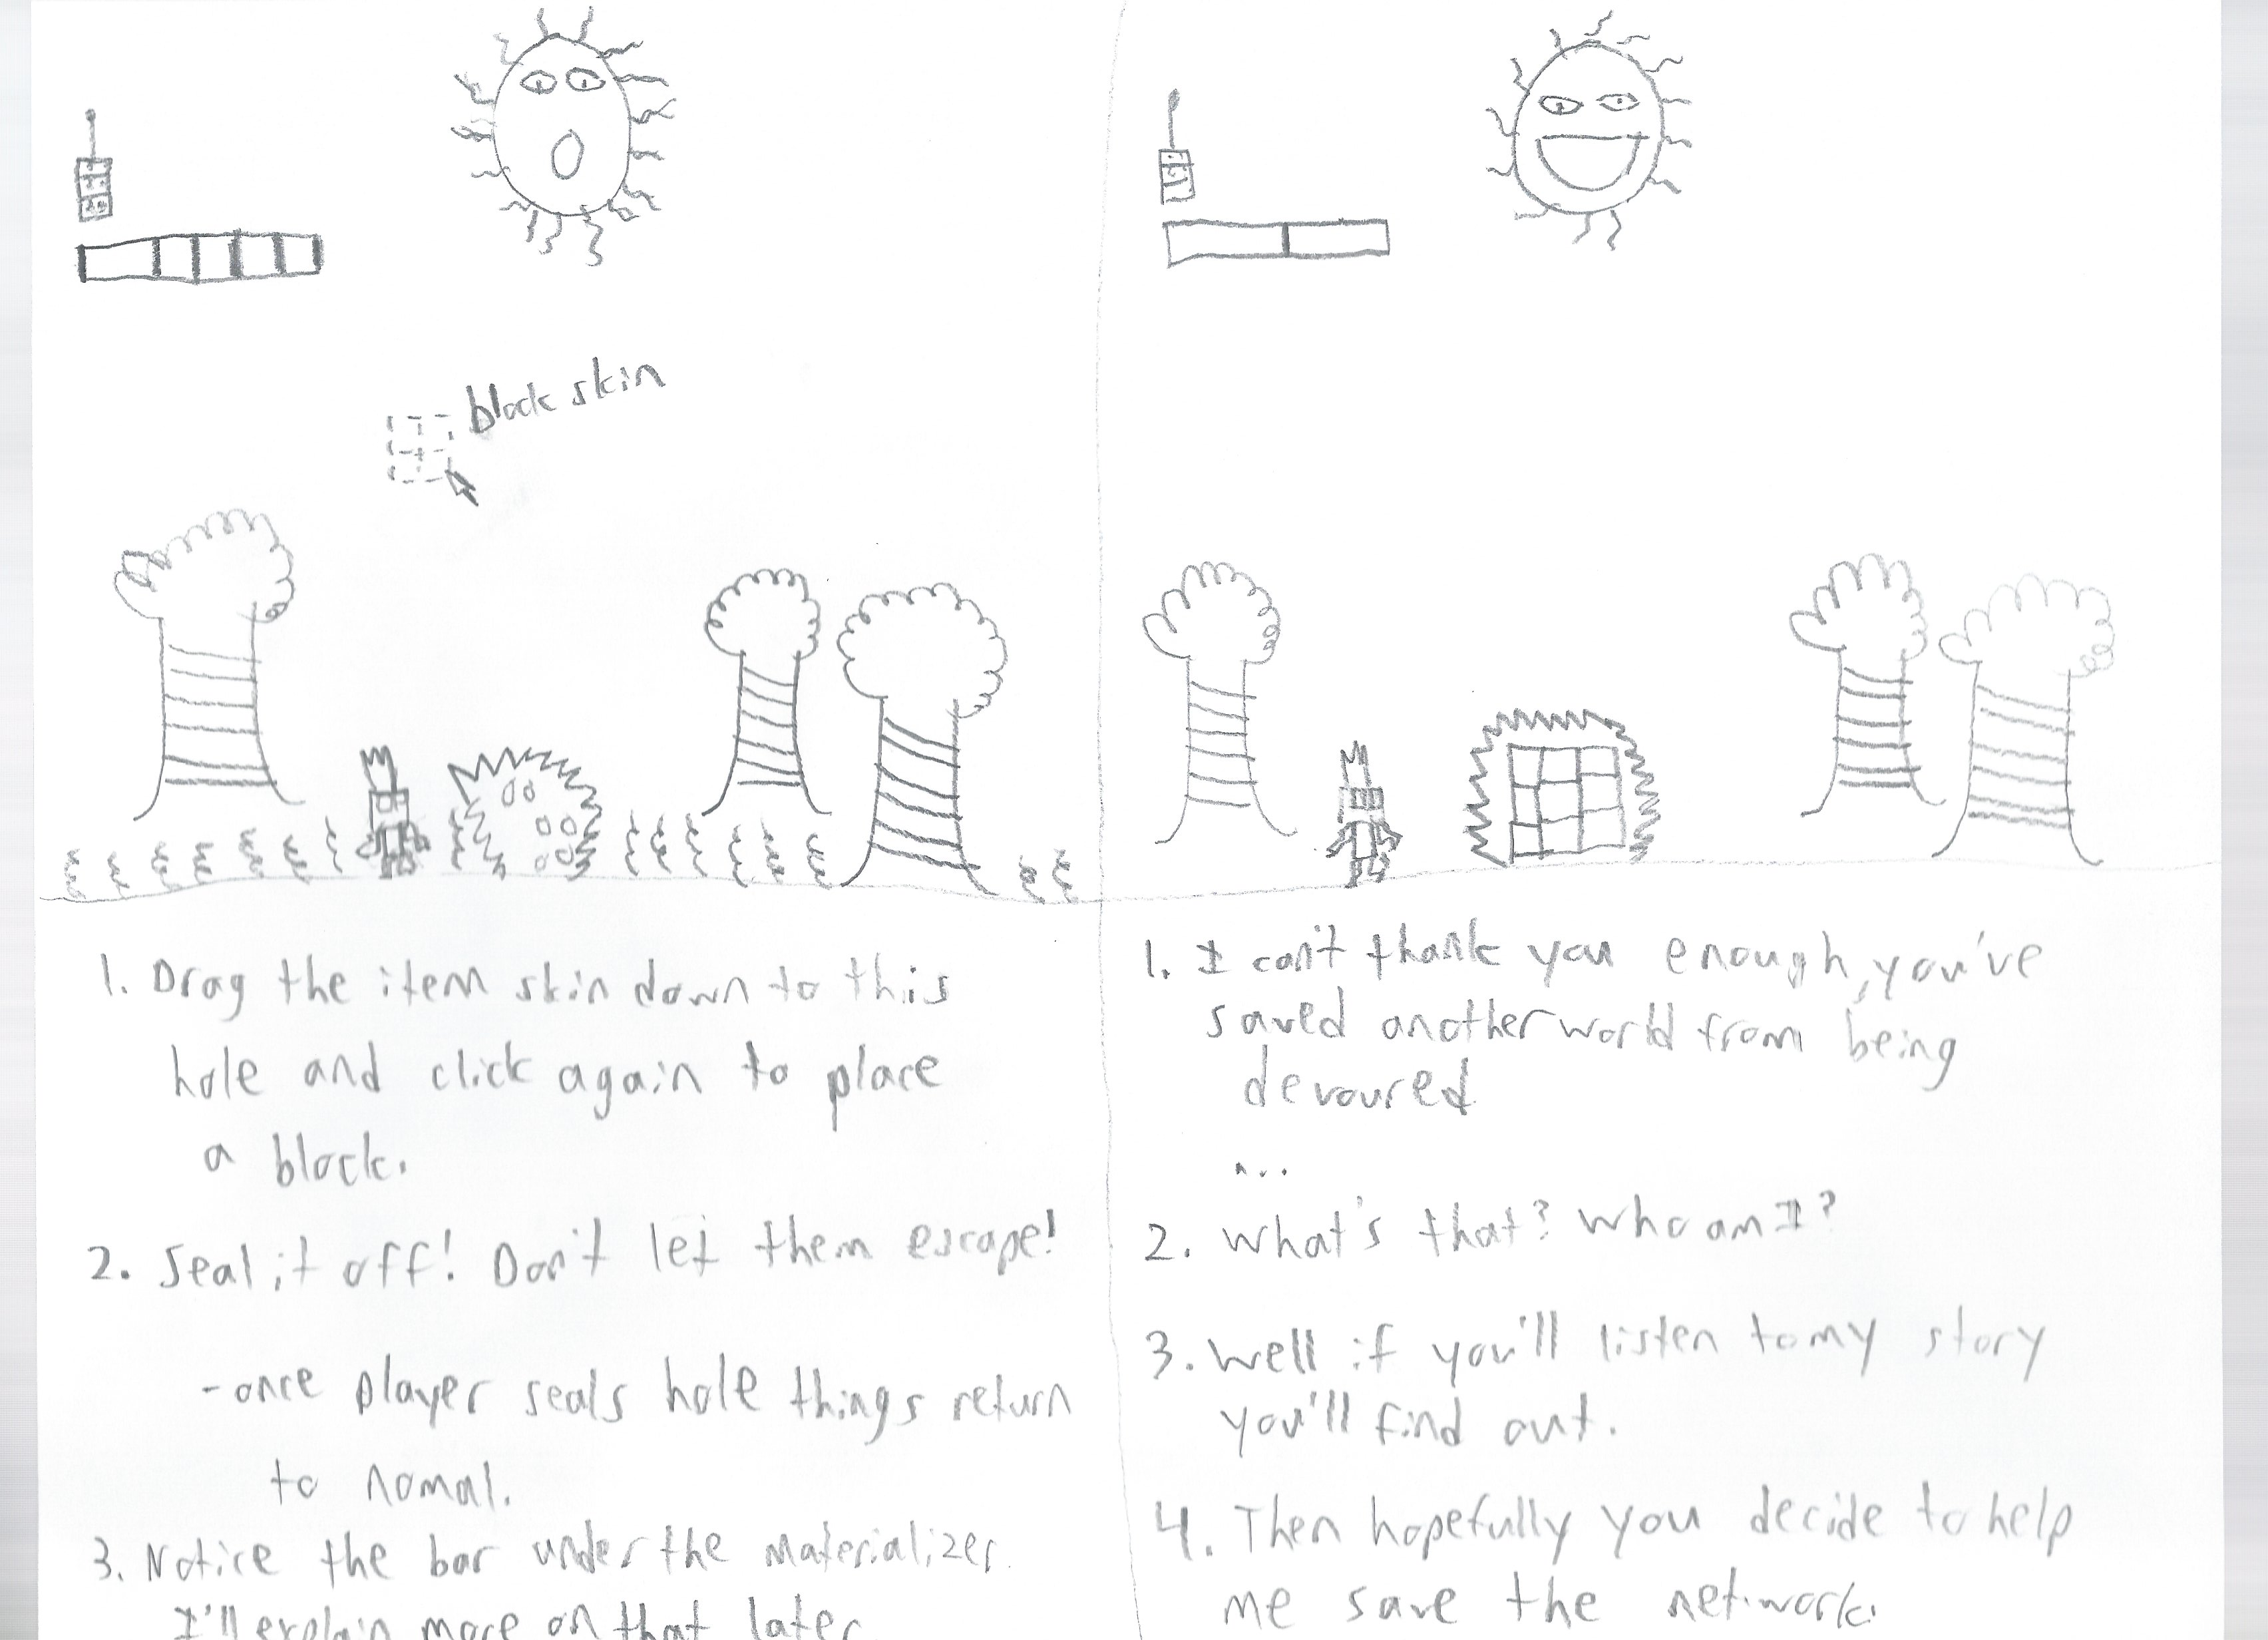 block skin
1. Drag the item skin down to this
hole and click again to place
a block.
2. Seal it off! Don't let them escape!
-once player seals hole things return
to nomal.
3. Notice the bar under the materializer.
I'll explain more on that later.
1. I can't thank you enough, you've
saved another world from being
devoured
...
2. What's that? Who am I?
3. Well if you'll listen to my story
you'll find out.
4. Then hopefully you decide to help
me save the network.